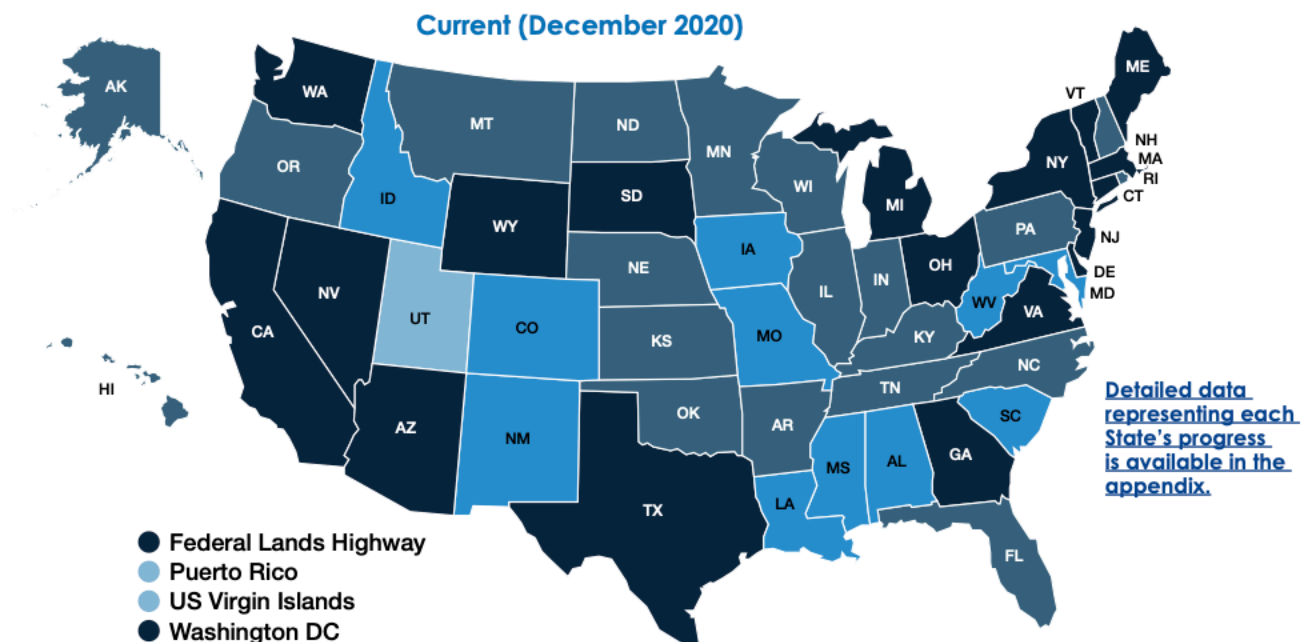 Current (December 2020)
AK
WA
MT
ND
MN
ME
VT
NH
MA
RI
CT
NY
OR
ID
WI
MI
SD
WY
PA
NJ
IA
NE
OH
DE
MD
IN
IL
NV
UT
CO
WV
VA
CA
KS
MO
KY
NC
HI
TN
OK
AR
SC
AZ
NM
GA
MS
AL
LA
TX
FL
Detailed data
representing each
State's progress
is available in the
appendix.
Federal Lands Highway
Puerto Rico
US Virgin Islands
Washington DC